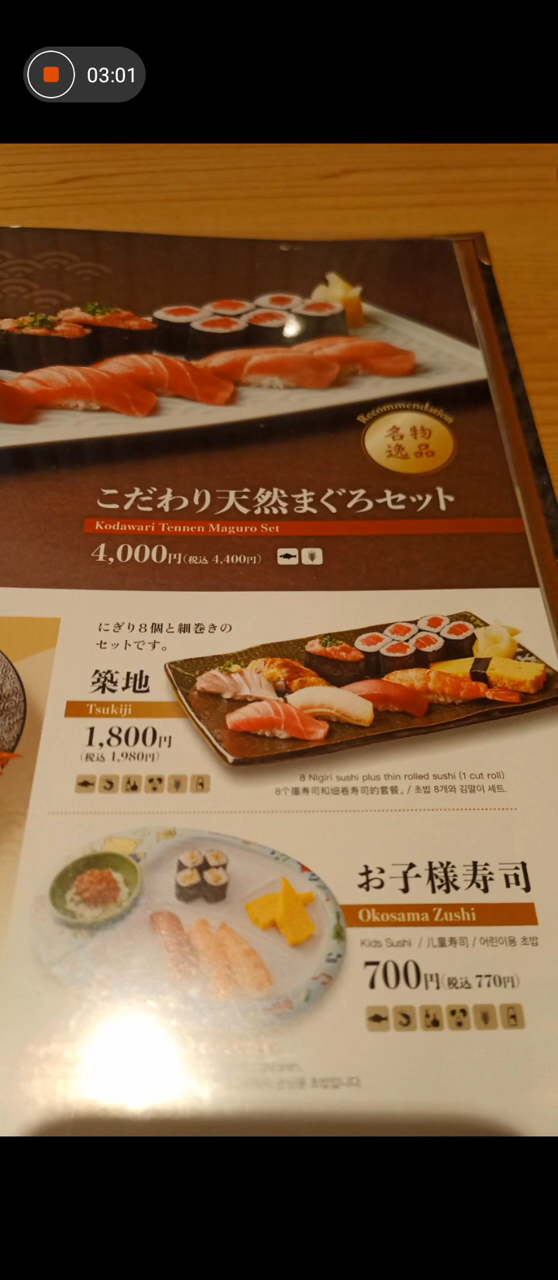 03:01
Recommendation
名物
逸品
こだわり天然まぐろセット
Kodawari Tennen Maguro Set
4,000円(税込 4,400円)
にぎり8個と細巻きの
セットです。
築地
Tsukiji
1,800円
(税込 1,980円)
8 Nigiri sushi plus thin rolled sushi (1 cut roll)
8个握寿司和细卷寿司的套餐。/ 초밥 8개와 김말이 세트
お子様寿司
Okosama Zushi
Kids Sushi / 儿童寿司 / 어린이용 초밥
700円(税込 770円)
초밥입니다.